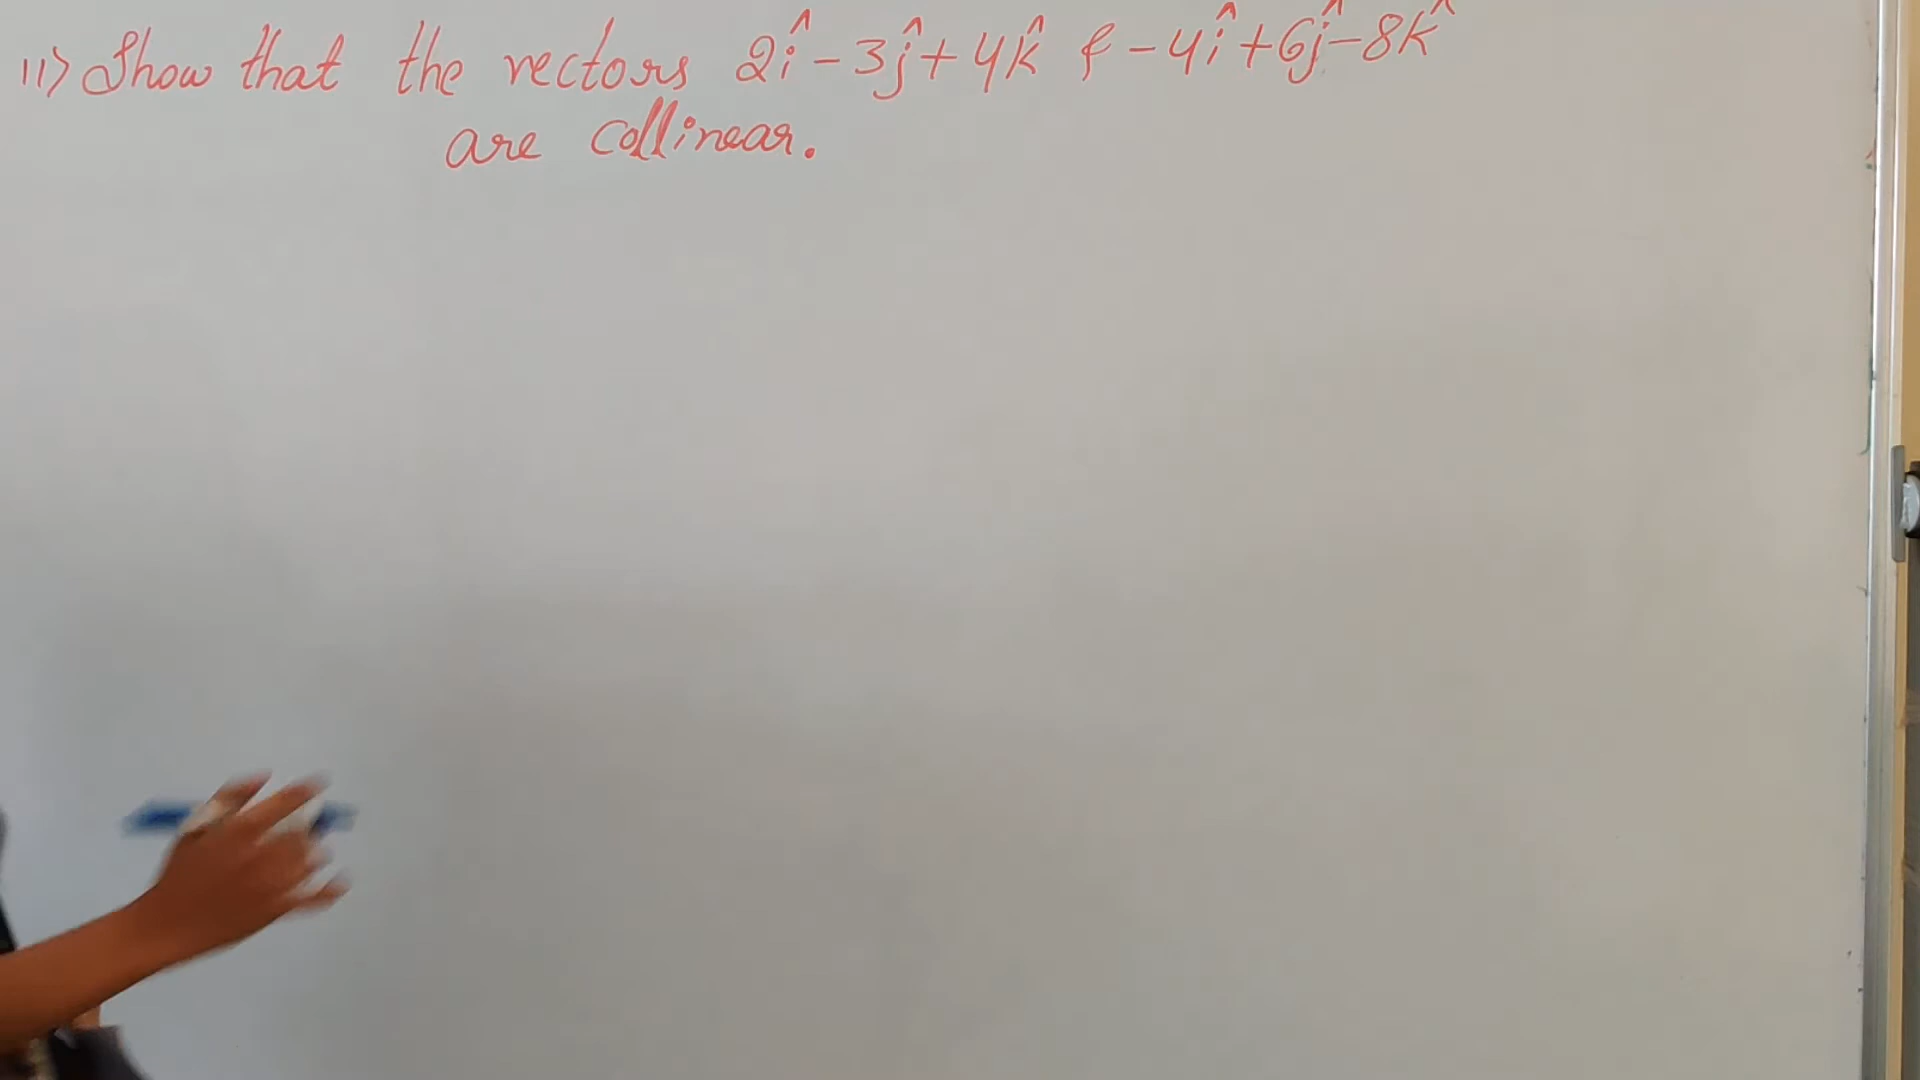 11) Show that the vectors 2î - 3ĵ + 4k̂ & - 4î + 6ĵ - 8k̂
are collinear.